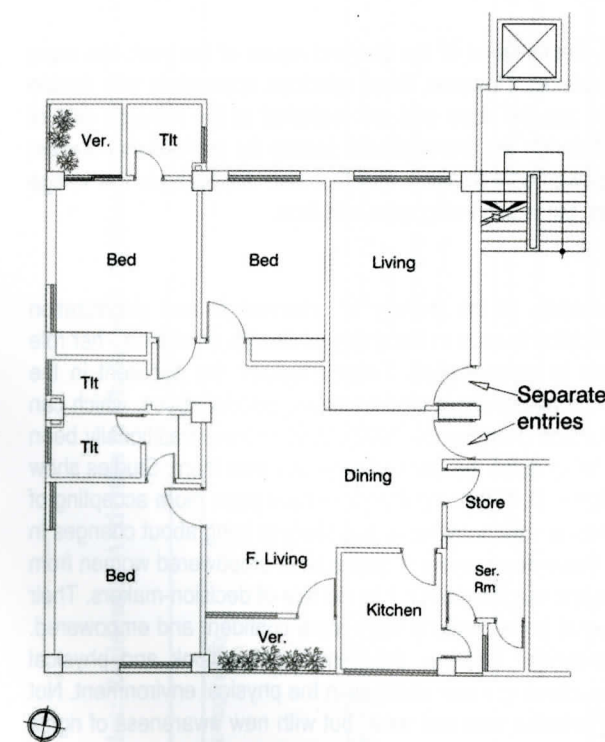 Ver.
Tlt
Bed
Bed
Living
Tlt
Separate
entries
Tlt
Dining
Store
F. Living
Bed
Ser.
Rm
Kitchen
Ver.